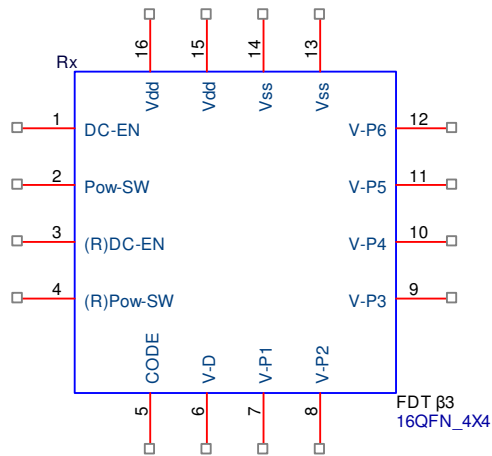 16 15 14 13
Rx
Vdd Vdd Vss Vss
1 DC-EN V-P6 12
2 Pow-SW V-P5 11
3 (R)DC-EN V-P4 10
4 (R)Pow-SW V-P3 9
CODE V-D V-P1 V-P2
5 6 7 8
FDT β3
16QFN_4X4